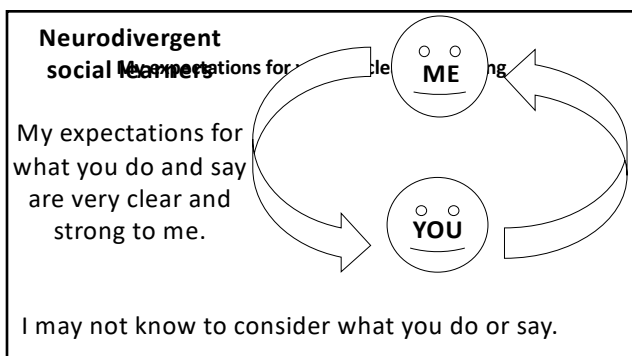 Neurodivergent
social learners
ME
My expectations for
what you do and say
are very clear and
strong to me.
YOU
I may not know to consider what you do or say.